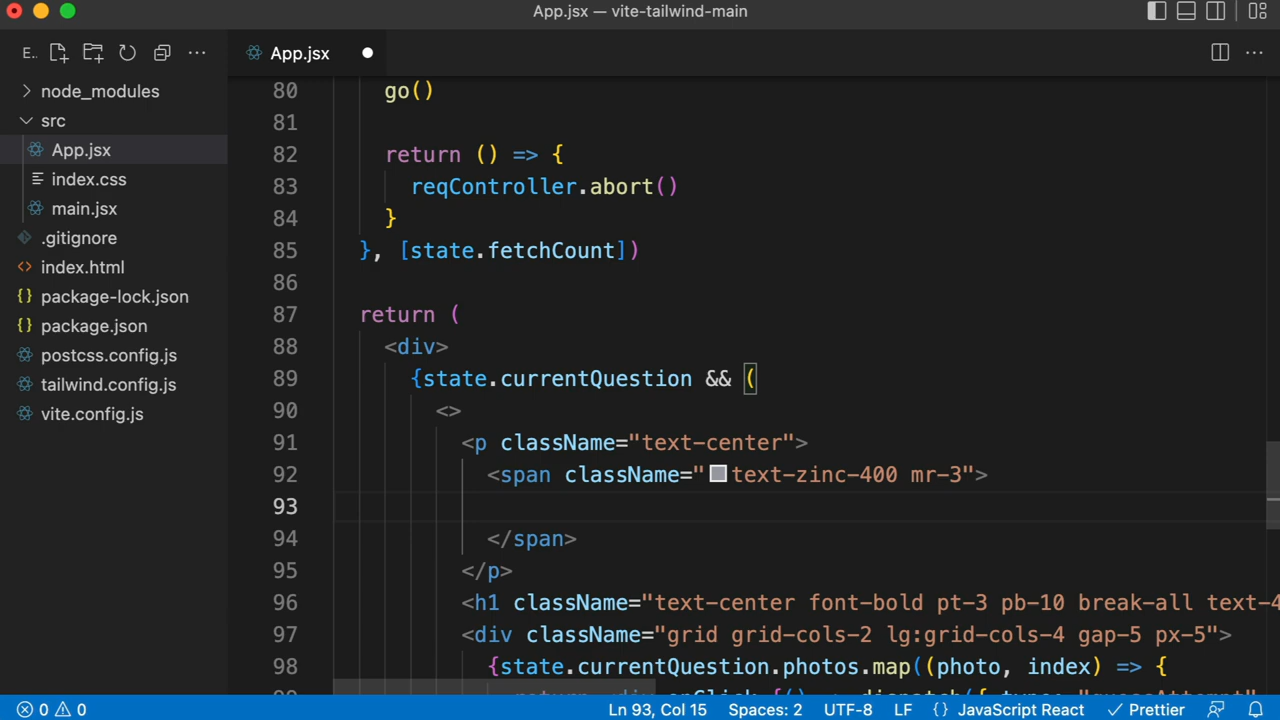 App.jsx — vite-tailwind-main
E..
App.jsx
node_modules
src
App.jsx
index.css
main.jsx
.gitignore
index.html
package-lock.json
package.json
postcss.config.js
tailwind.config.js
vite.config.js
80 go()
81
82 return () => {
83 reqController.abort()
84 }
85 }, [state.fetchCount])
86
87 return (
88 <div>
89 {state.currentQuestion && (
90 <>
91 <p className="text-center">
92 <span className="text-zinc-400 mr-3">
93
94 </span>
95 </p>
96 <h1 className="text-center font-bold pt-3 pb-10 break-all text-4
97 <div className="grid grid-cols-2 lg:grid-cols-4 gap-5 px-5">
98 {state.currentQuestion.photos.map((photo, index) => {
0 0 Ln 93, Col 15 Spaces: 2 UTF-8 LF {} JavaScript React Prettier